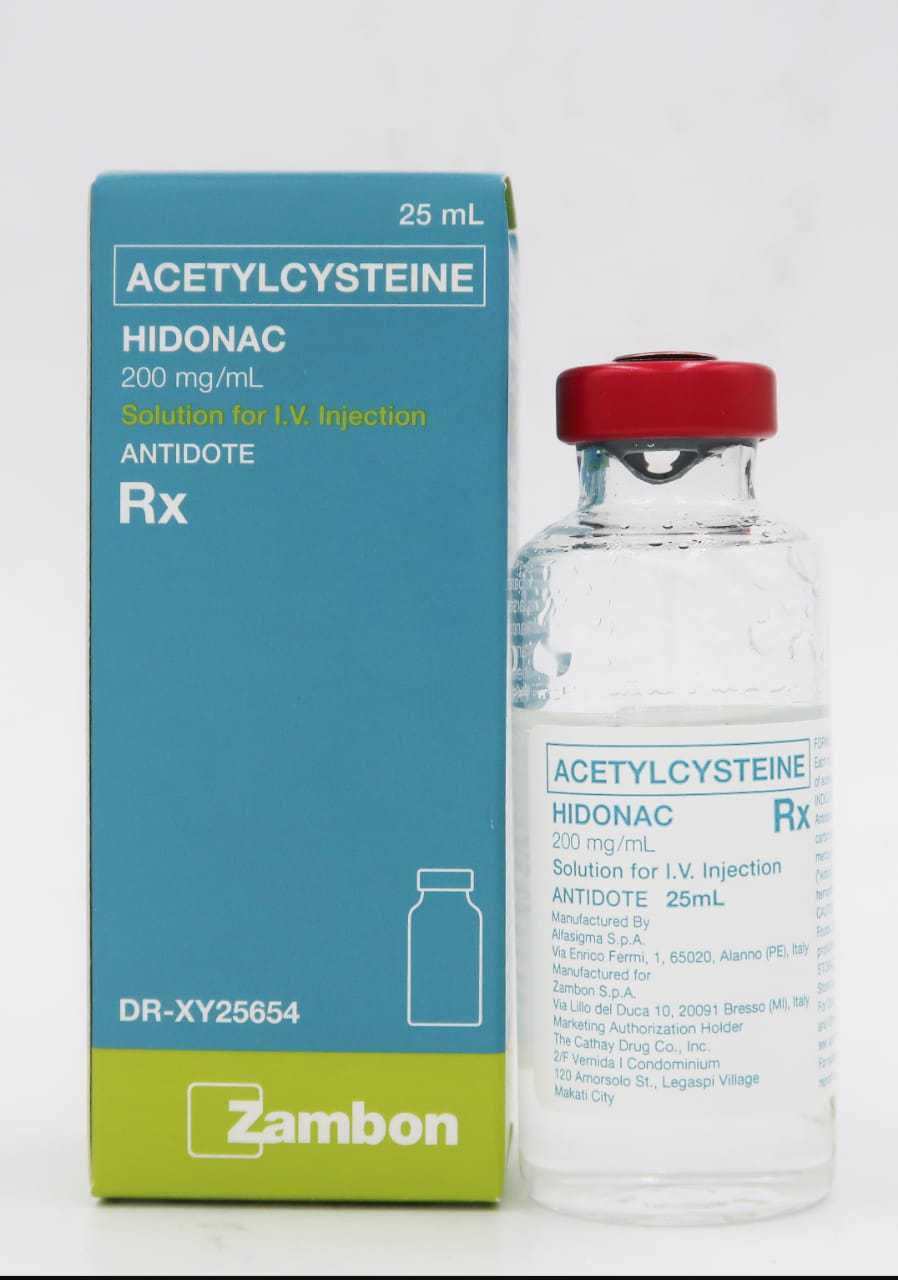 25 mL
ACETYLCYSTEINE
HIDONAC
200 mg/mL
Solution for I.V. Injection
ANTIDOTE
Rx
DR-XY25654
Zambon
ACETYLCYSTEINE
HIDONAC Rx
200 mg/mL
Solution for I.V. Injection
ANTIDOTE 25mL
Manufactured By
Alfasigma S.p.A.
Via Enrico Fermi, 1, 65020, Alanno (PE), Italy
Manufactured for
Zambon S.p.A.
Via Lillo del Duca 10, 20091 Bresso (MI), Italy
Marketing Authorization Holder
The Cathay Drug Co., Inc.
2/F Vernida I Condominium
120 Amorsolo St., Legaspi Village
Makati City